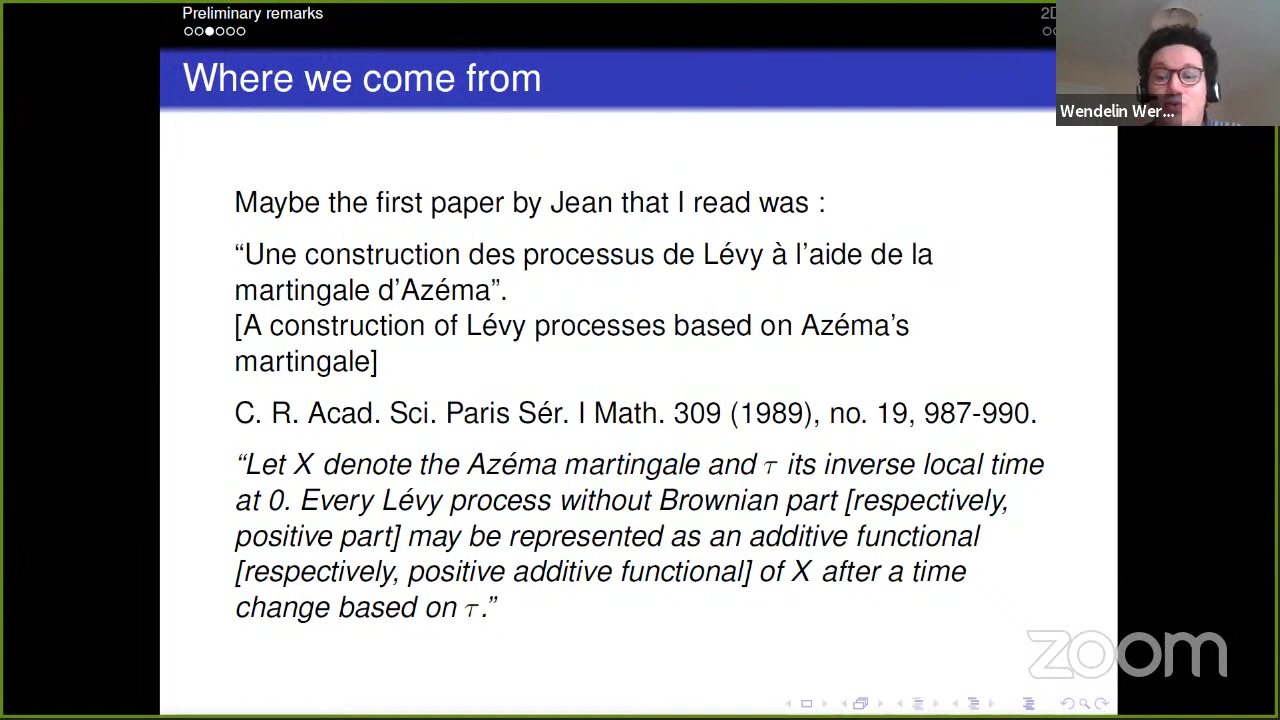 Preliminary remarks
2D
Where we come from
Wendelin Wer...
Maybe the first paper by Jean that I read was :
“Une construction des processus de Lévy à l’aide de la
martingale d’Azéma”.
[A construction of Lévy processes based on Azéma’s
martingale]
C. R. Acad. Sci. Paris Sér. I Math. 309 (1989), no. 19, 987-990.
“Let X denote the Azéma martingale and τ its inverse local time
at 0. Every Lévy process without Brownian part [respectively,
positive part] may be represented as an additive functional
[respectively, positive additive functional] of X after a time
change based on τ.”
zoom